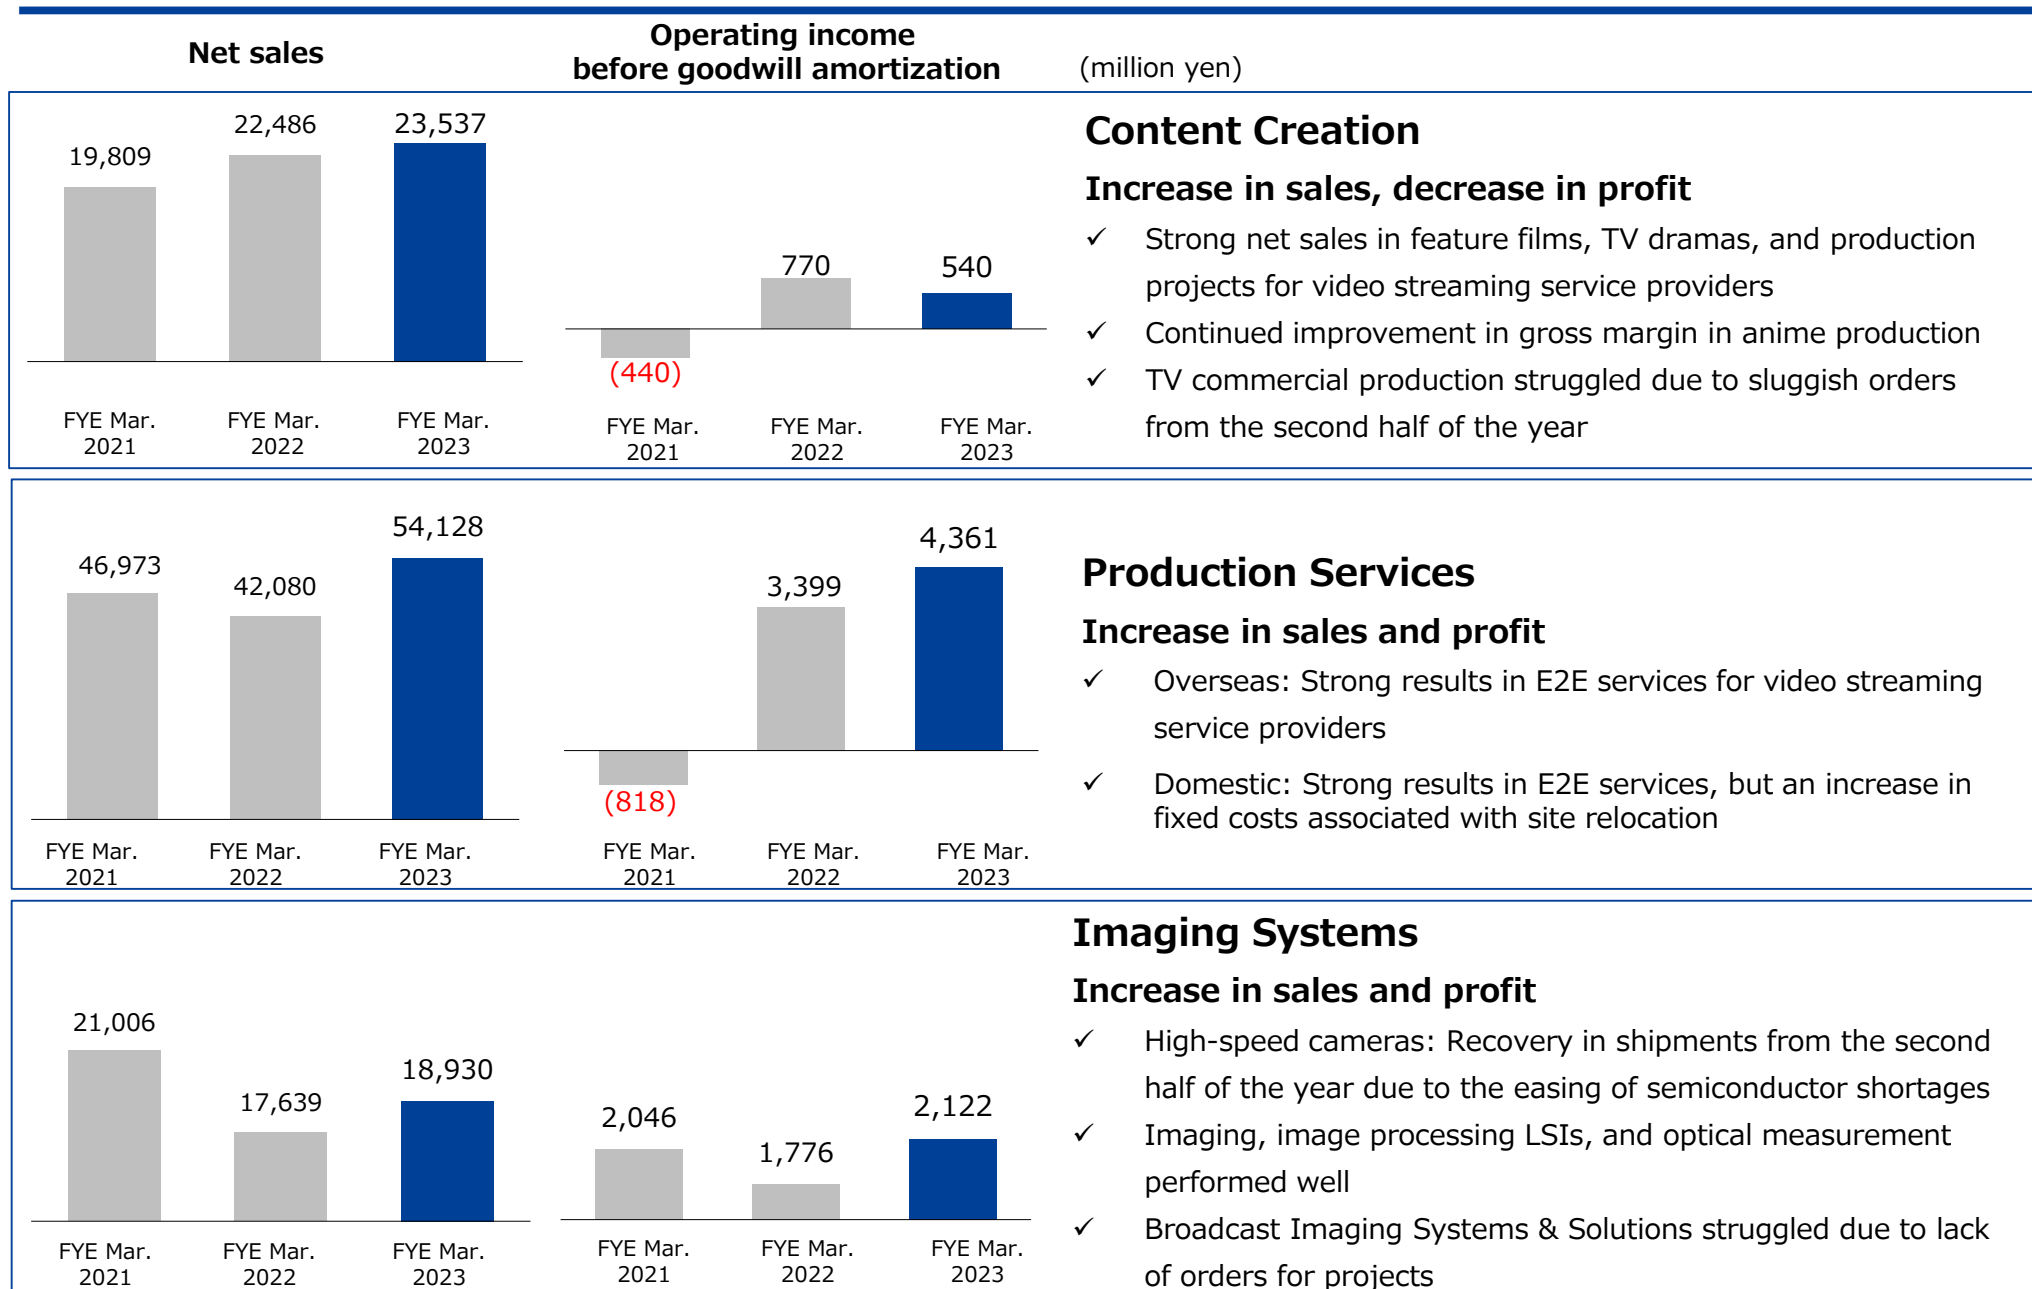 Net sales
Operating income
before goodwill amortization
(million yen)
19,809
22,486
23,537
FYE Mar.
2021
FYE Mar.
2022
FYE Mar.
2023
770
540
(440)
FYE Mar.
2021
FYE Mar.
2022
FYE Mar.
2023
Content Creation
Increase in sales, decrease in profit
✓ Strong net sales in feature films, TV dramas, and production
projects for video streaming service providers
✓ Continued improvement in gross margin in anime production
✓ TV commercial production struggled due to sluggish orders
from the second half of the year
46,973
42,080
54,128
FYE Mar.
2021
FYE Mar.
2022
FYE Mar.
2023
(818)
3,399
4,361
FYE Mar.
2021
FYE Mar.
2022
FYE Mar.
2023
Production Services
Increase in sales and profit
✓ Overseas: Strong results in E2E services for video streaming
service providers
✓ Domestic: Strong results in E2E services, but an increase in
fixed costs associated with site relocation
21,006
17,639
18,930
FYE Mar.
2021
FYE Mar.
2022
FYE Mar.
2023
2,046
1,776
2,122
FYE Mar.
2021
FYE Mar.
2022
FYE Mar.
2023
Imaging Systems
Increase in sales and profit
✓ High-speed cameras: Recovery in shipments from the second
half of the year due to the easing of semiconductor shortages
✓ Imaging, image processing LSIs, and optical measurement
performed well
✓ Broadcast Imaging Systems & Solutions struggled due to lack
of orders for projects